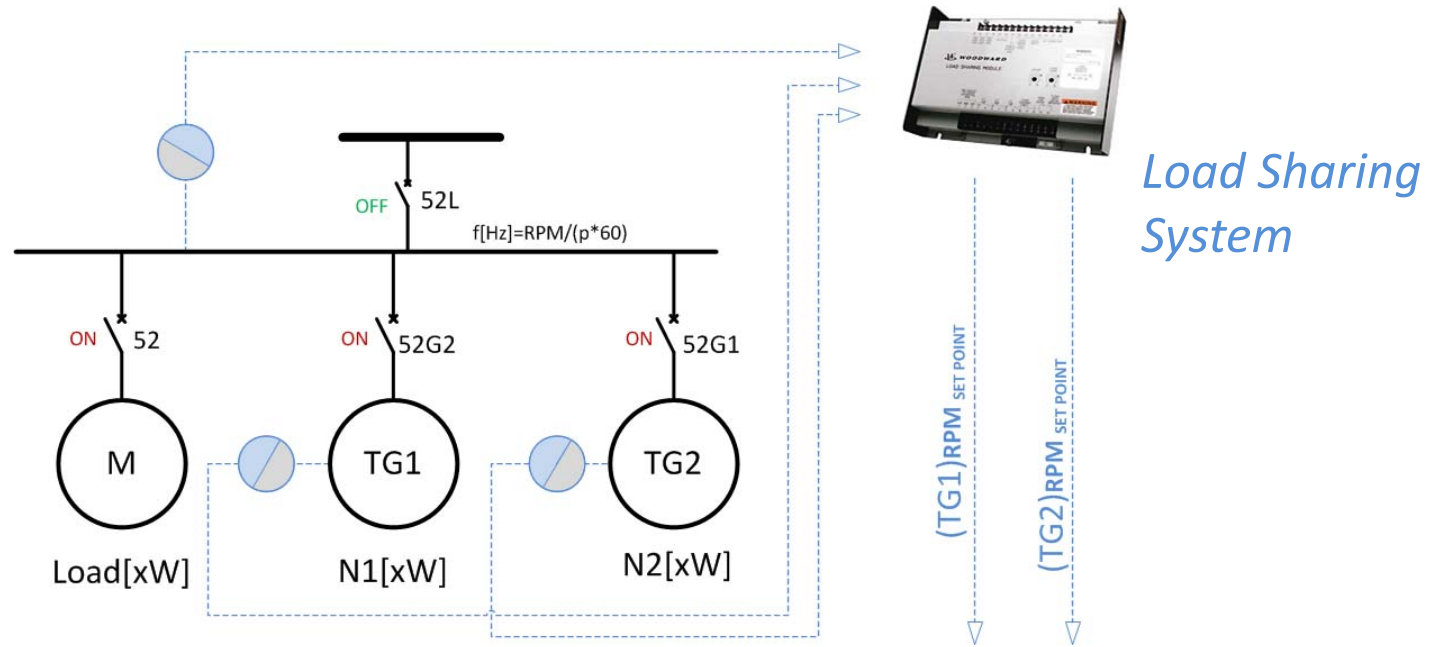 WOODWARD
LOAD SHARING MODULE
Load Sharing
System
OFF
52L
f[Hz]=RPM/(p*60)
ON
52
ON
52G2
ON
52G1
M
TG1
TG2
Load[xW]
N1[xW]
N2[xW]
(TG1)RPM SET POINT
(TG2)RPM SET POINT